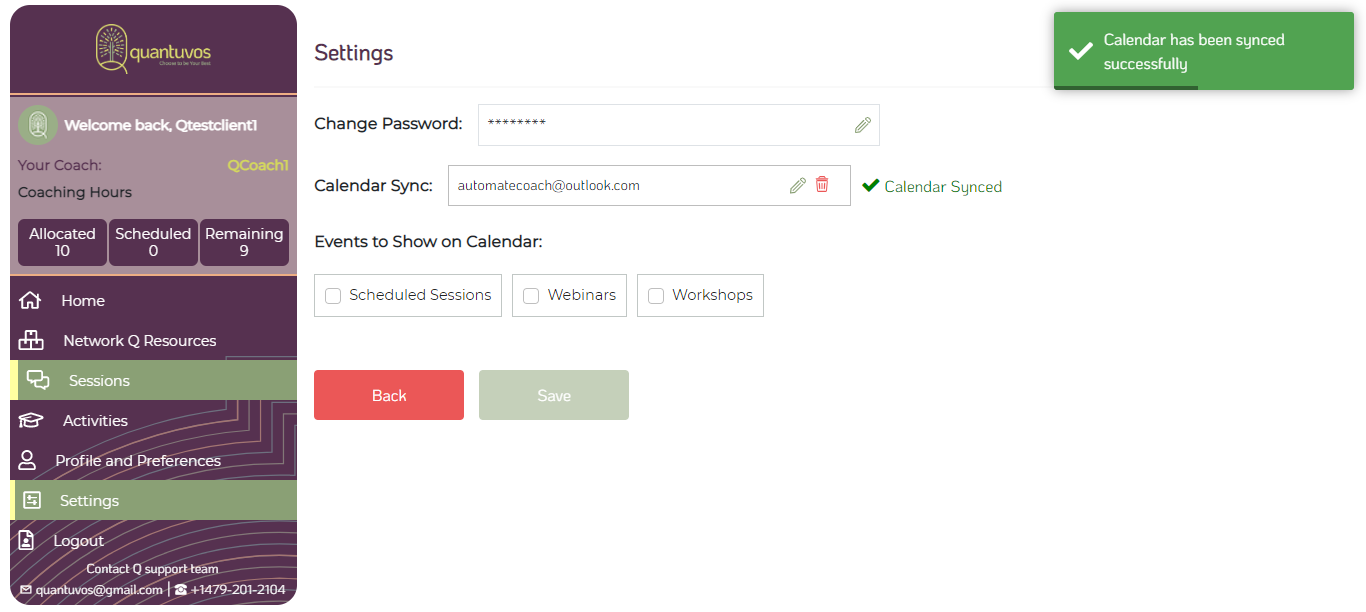 quantuvos
Choose to be Your Best
Welcome back, Qtestclient1
Your Coach: QCoach1
Coaching Hours
Allocated Scheduled Remaining
10 0 9
Home
Network Q Resources
Sessions
Activities
Profile and Preferences
Settings
Logout
Contact Q support team
quantuvos@gmail.com | +1479-201-2104
Settings
Calendar has been synced
successfully
Change Password: ********
Calendar Sync: automatecoach@outlook.com Calendar Synced
Events to Show on Calendar:
Scheduled Sessions Webinars Workshops
Back Save